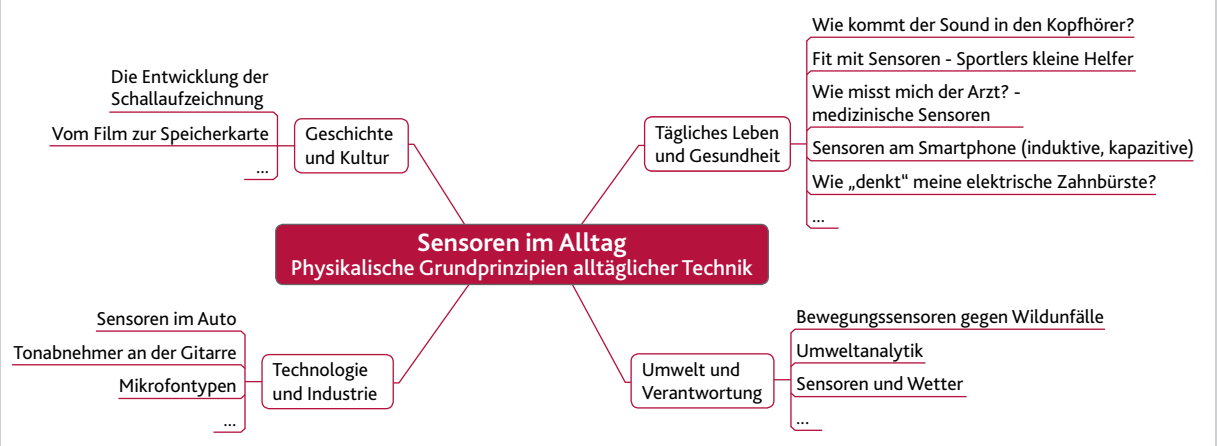 Die Entwicklung der
Schallaufzeichnung
Vom Film zur Speicherkarte
...
Geschichte
und Kultur
Tägliches Leben
und Gesundheit
Wie kommt der Sound in den Kopfhörer?
Fit mit Sensoren - Sportlers kleine Helfer
Wie misst mich der Arzt? -
medizinische Sensoren
Sensoren am Smartphone (induktive, kapazitive)
Wie „denkt“ meine elektrische Zahnbürste?
...
Sensoren im Alltag
Physikalische Grundprinzipien alltäglicher Technik
Sensoren im Auto
Tonabnehmer an der Gitarre
Mikrofontypen
...
Technologie
und Industrie
Umwelt und
Verantwortung
Bewegungssensoren gegen Wildunfälle
Umweltanalytik
Sensoren und Wetter
...